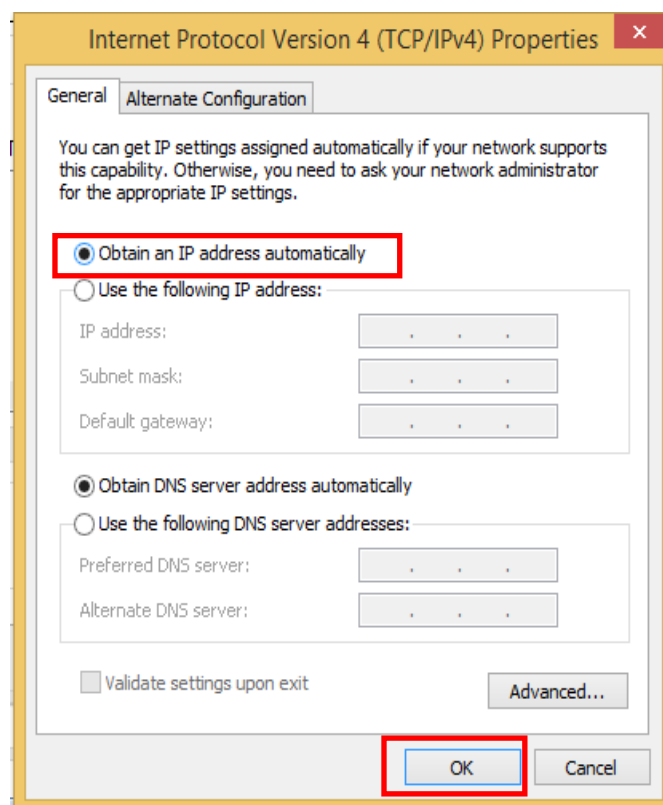 Internet Protocol Version 4 (TCP/IPv4) Properties
General
Alternate Configuration
You can get IP settings assigned automatically if your network supports
this capability. Otherwise, you need to ask your network administrator
for the appropriate IP settings.
Obtain an IP address automatically
Use the following IP address:
IP address:
Subnet mask:
Default gateway:
Obtain DNS server address automatically
Use the following DNS server addresses:
Preferred DNS server:
Alternate DNS server:
Validate settings upon exit
Advanced...
OK
Cancel